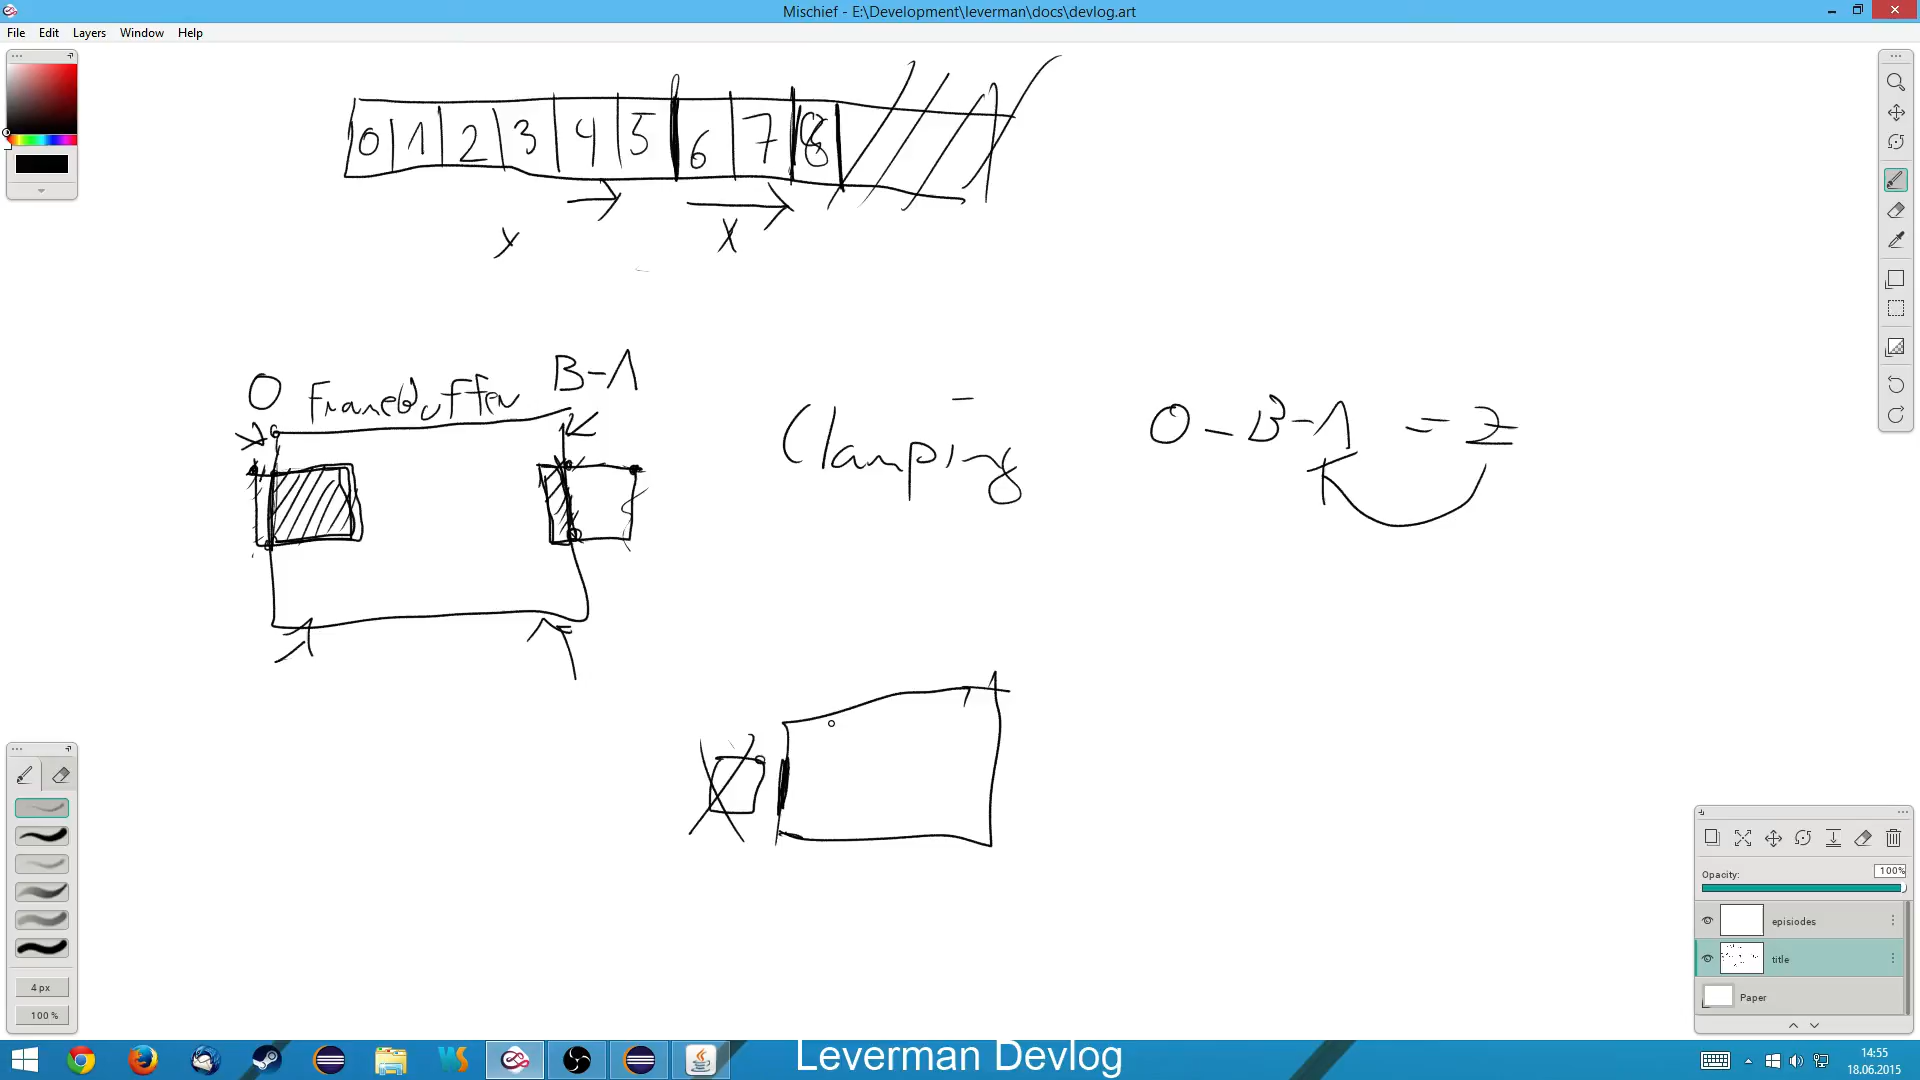 Mischief - E:\Development\leverman\docs\devlog.art
File Edit Layers Window Help
0 1 2 3 4 5 6 7 8
x
0 Framebuffer B-1
Clamping
0 - B-1 = 2
4 px
100 %
Opacity: 100%
episiodes
title
Paper
Leverman Devlog
14:55
18.06.2015